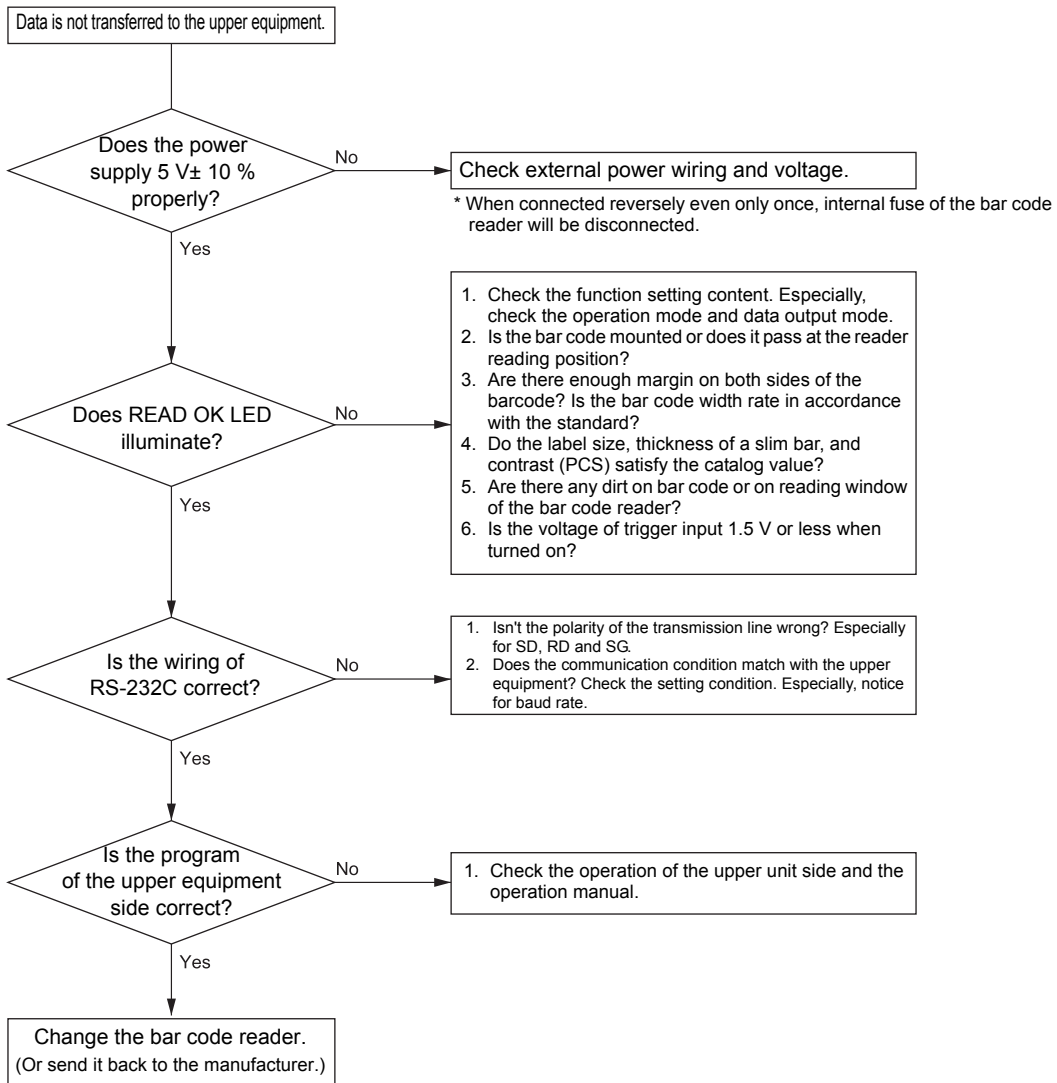 Data is not transferred to the upper equipment.
Does the power
supply 5 V± 10 %
properly?
No
Check external power wiring and voltage.
* When connected reversely even only once, internal fuse of the bar code
reader will be disconnected.
Yes
Does READ OK LED
illuminate?
No
1. Check the function setting content. Especially,
check the operation mode and data output mode.
2. Is the bar code mounted or does it pass at the reader
reading position?
3. Are there enough margin on both sides of the
barcode? Is the bar code width rate in accordance
with the standard?
4. Do the label size, thickness of a slim bar, and
contrast (PCS) satisfy the catalog value?
5. Are there any dirt on bar code or on reading window
of the bar code reader?
6. Is the voltage of trigger input 1.5 V or less when
turned on?
Yes
Is the wiring of
RS-232C correct?
No
1. Isn't the polarity of the transmission line wrong? Especially
for SD, RD and SG.
2. Does the communication condition match with the upper
equipment? Check the setting condition. Especially, notice
for baud rate.
Yes
Is the program
of the upper equipment
side correct?
No
1. Check the operation of the upper unit side and the
operation manual.
Yes
Change the bar code reader.
(Or send it back to the manufacturer.)